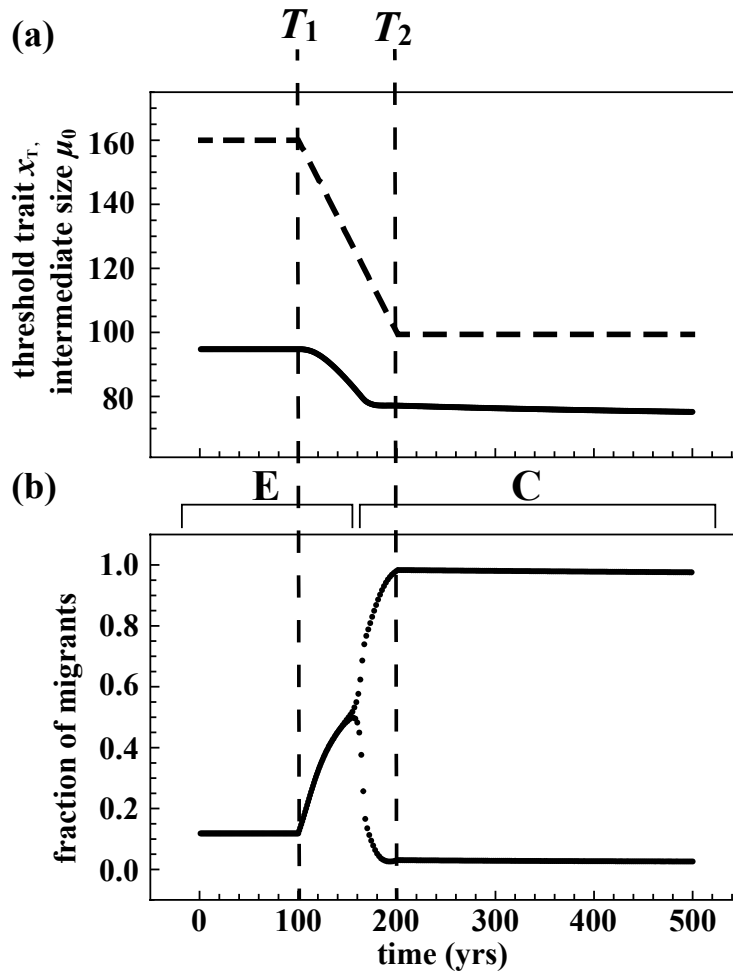 (a)
T1 T2
threshold trait xT,
intermediate size μ0
160
140
120
100
80
(b)
E C
fraction of migrants
1.0
0.8
0.6
0.4
0.2
0.0
0 100 200 300 400 500
time (yrs)